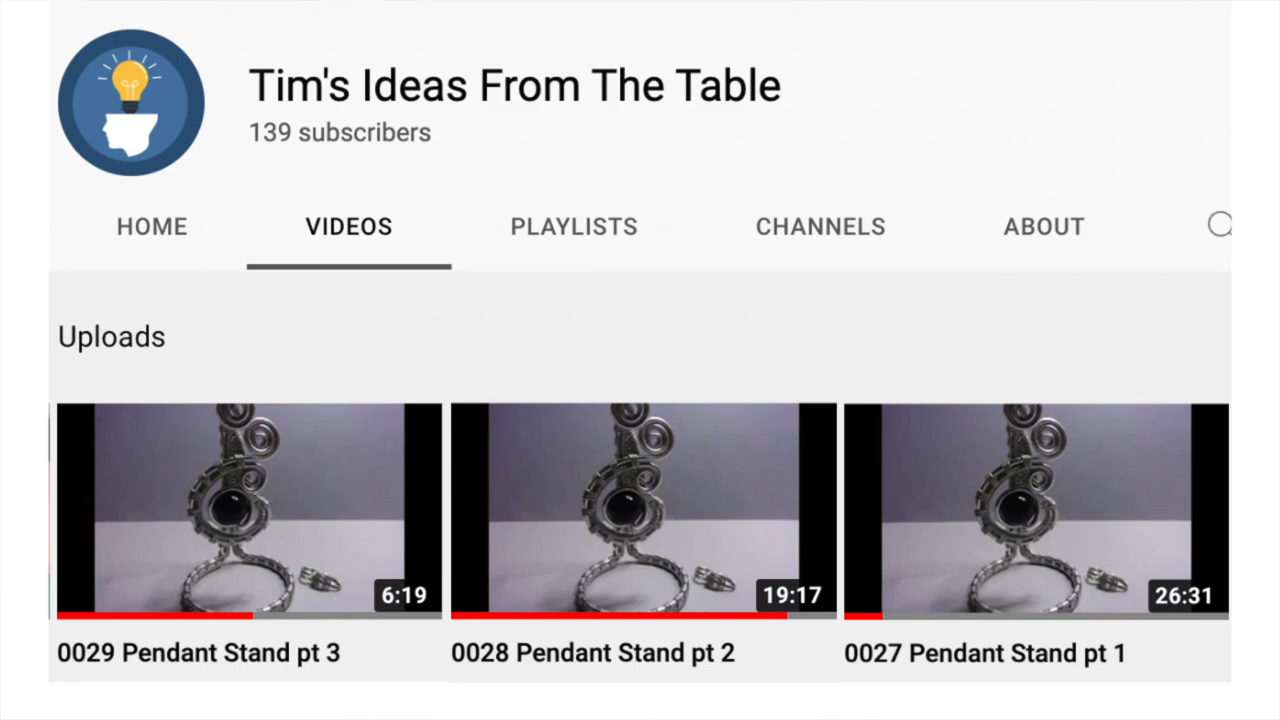 Tim's Ideas From The Table
139 subscribers
HOME VIDEOS PLAYLISTS CHANNELS ABOUT
Uploads
6:19 19:17 26:31
0029 Pendant Stand pt 3 0028 Pendant Stand pt 2 0027 Pendant Stand pt 1